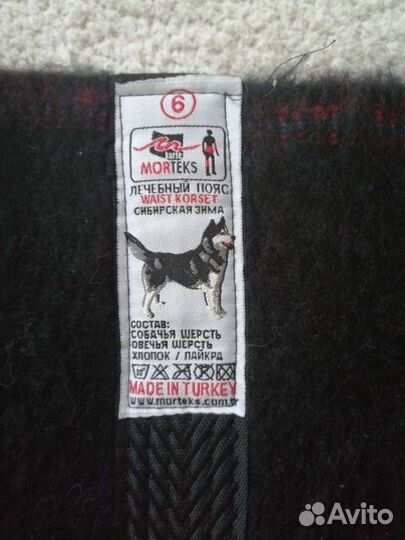 6
turse
MORTEKS
ЛЕЧЕБНЫЙ ПОЯС
WAIST KORSET
СИБИРСКАЯ ЗИМА
СОСТАВ:
СОБАЧЬЯ ШЕРСТЬ
ОВЕЧЬЯ ШЕРСТЬ
ХЛОПОК / ЛАЙКРА
MADE IN TURKEY
www.morteks.com.tr
Avito